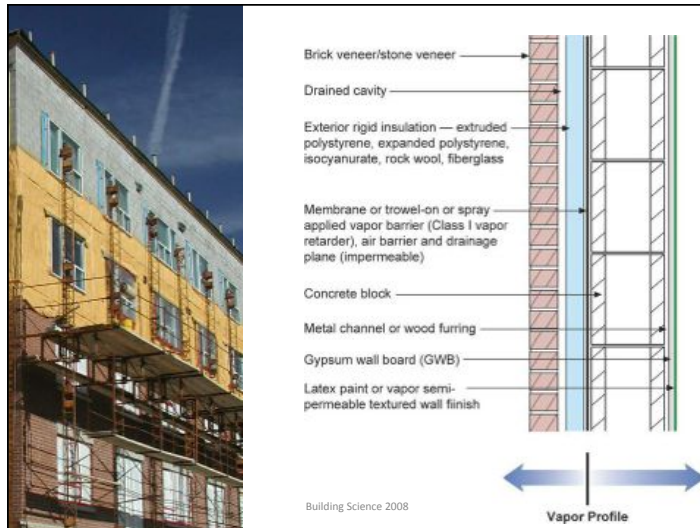 Brick veneer/stone veneer
Drained cavity
Exterior rigid insulation — extruded
polystyrene, expanded polystyrene,
isocyanurate, rock wool, fiberglass
Membrane or trowel-on or spray
applied vapor barrier (Class I vapor
retarder), air barrier and drainage
plane (impermeable)
Concrete block
Metal channel or wood furring
Gypsum wall board (GWB)
Latex paint or vapor semi-
permeable textured wall fiinish
Building Science 2008
Vapor Profile